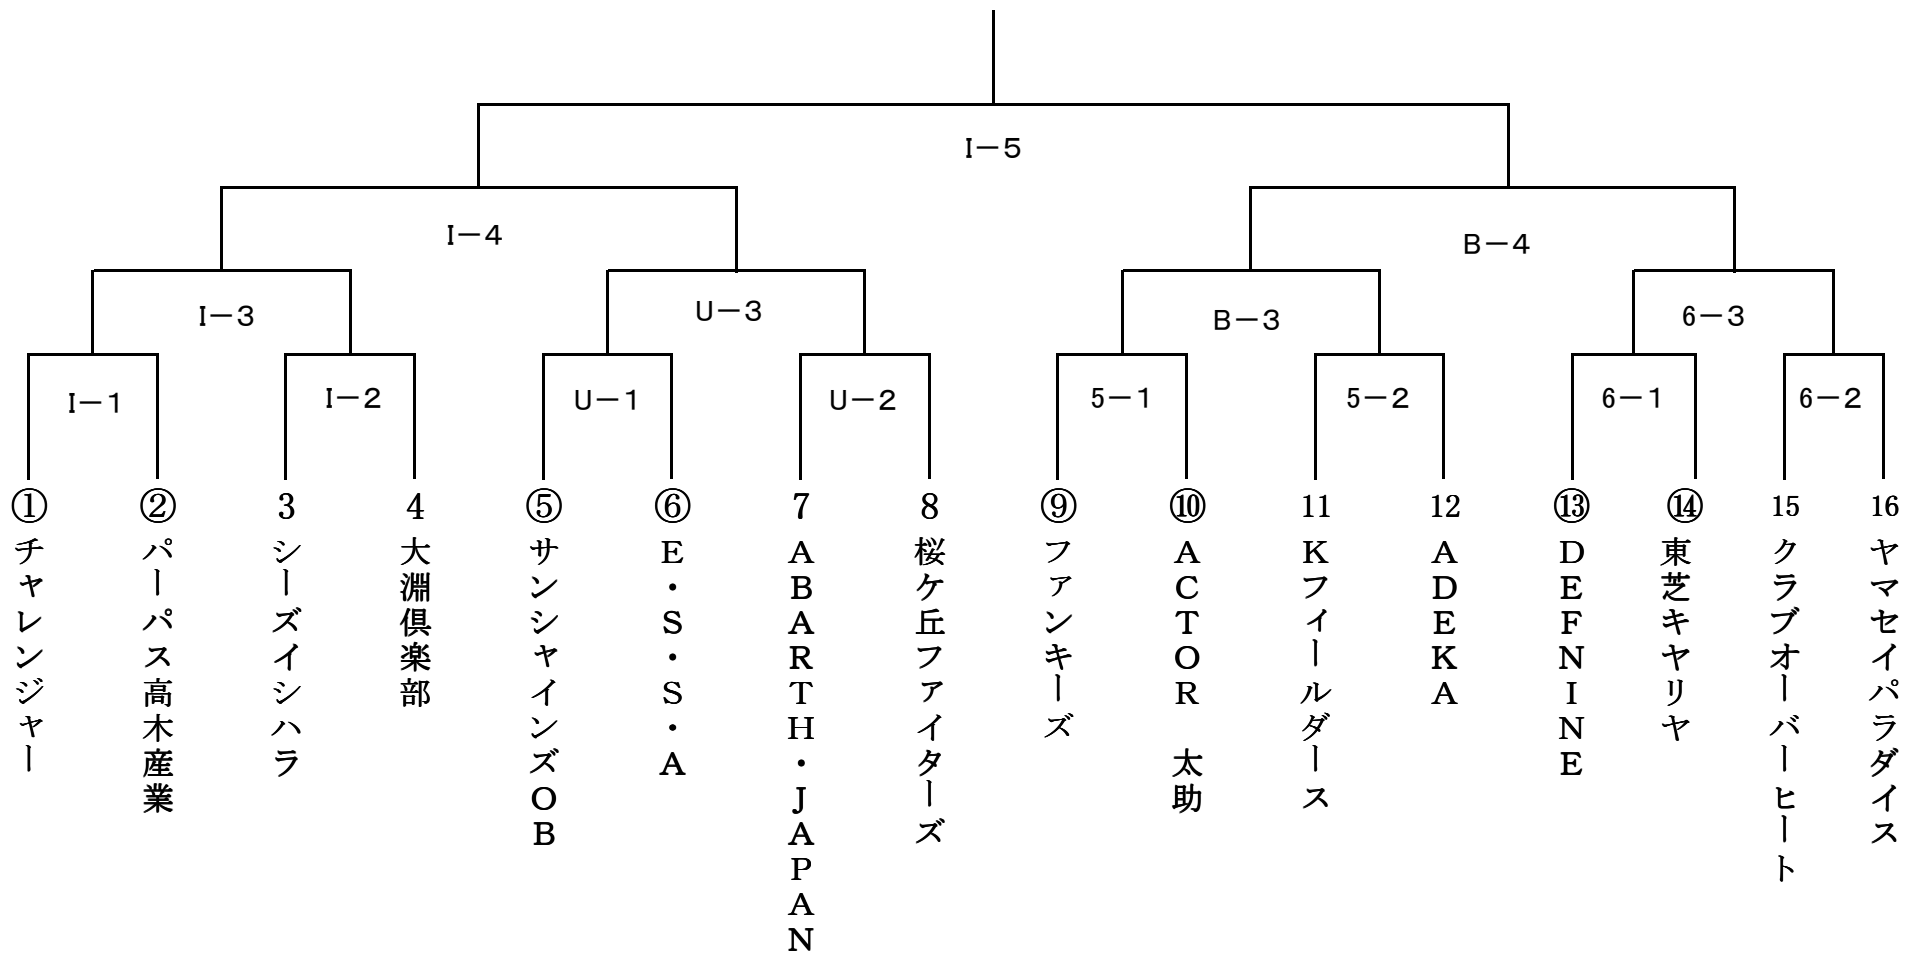 I－5
I－4
B－4
I－3
U－3
B－3
6－3
I－1
I－2
U－1
U－2
5－1
5－2
6－1
6－2
①
チャレンジャー
②
パーパス高木産業
3
シーズイシハラ
4
大淵倶楽部
⑤
サンシャインズOB
⑥
E・S・S・A
7
ABARTH・JAPAN
8
桜ケ丘ファイターズ
⑨
ファンキーズ
⑩
ACTOR　太助
11
Kフィールダース
12
ADEKA
⑬
DEFNINE
⑭
東芝キヤリヤ
15
クラブオーバーヒート
16
ヤマセイパラダイス